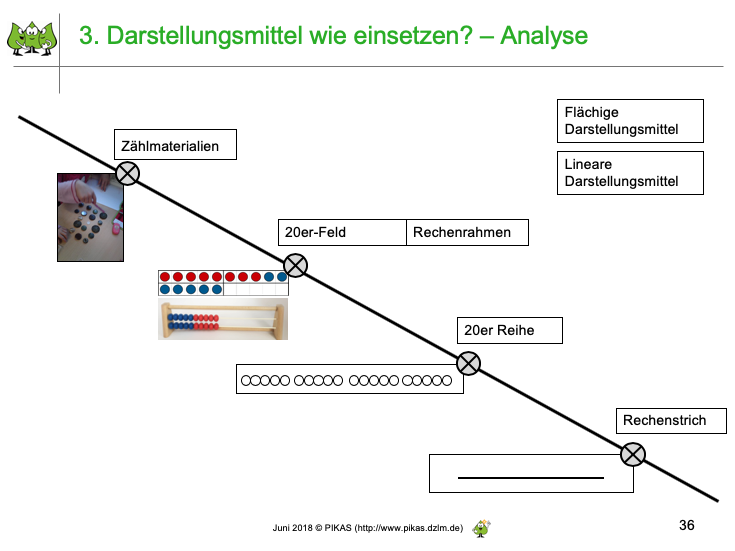 3. Darstellungsmittel wie einsetzen? – Analyse
Flächige
Darstellungsmittel
Zählmaterialien
Lineare
Darstellungsmittel
20er-Feld
Rechenrahmen
20er Reihe
Rechenstrich
Juni 2018 © PIKAS (http://www.pikas.dzlm.de)
36